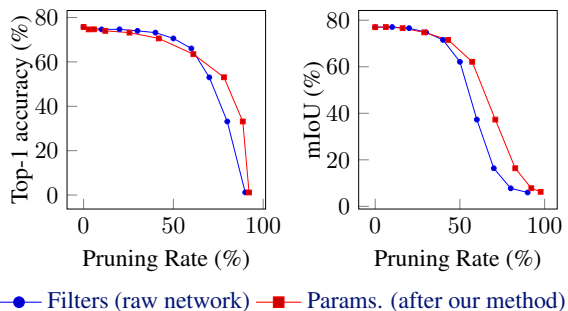 80
60
40
20
0
Top-1 accuracy (%)
0
50
100
Pruning Rate (%)
80
60
40
20
0
mIoU (%)
0
50
100
Pruning Rate (%)
Filters (raw network)
Params. (after our method)